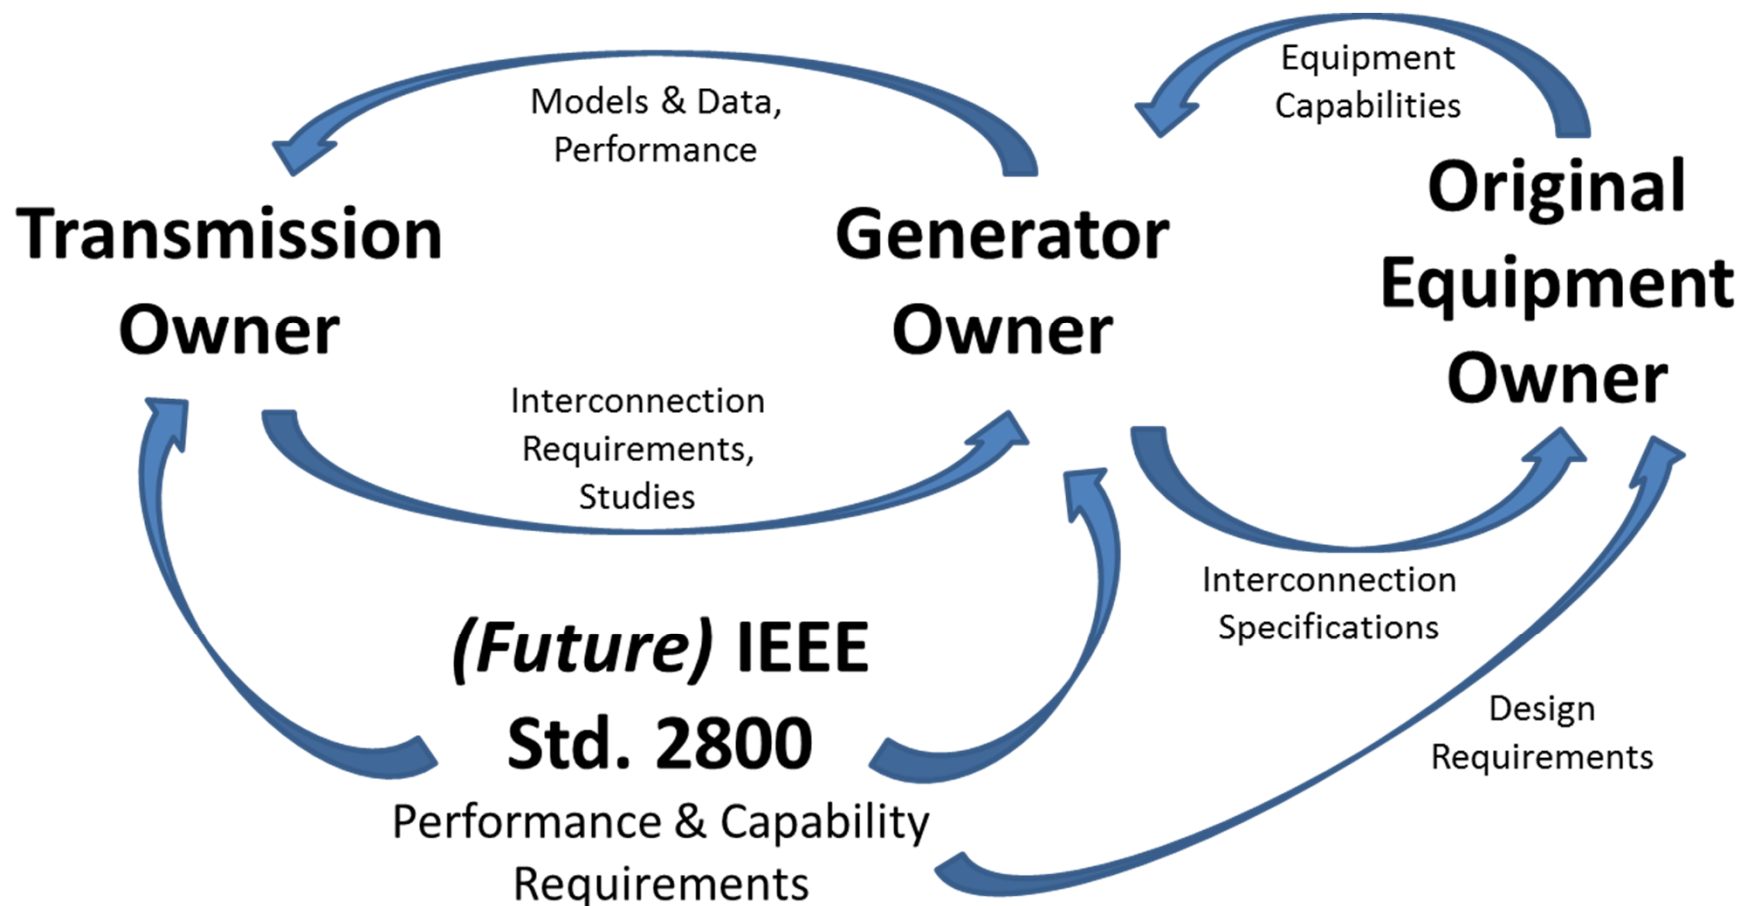 Equipment
Capabilities
Models & Data,
Performance
Transmission
Owner
Generator
Owner
Original
Equipment
Owner
Interconnection
Requirements,
Studies
Interconnection
Specifications
(Future) IEEE
Std. 2800
Performance & Capability
Requirements
Design
Requirements